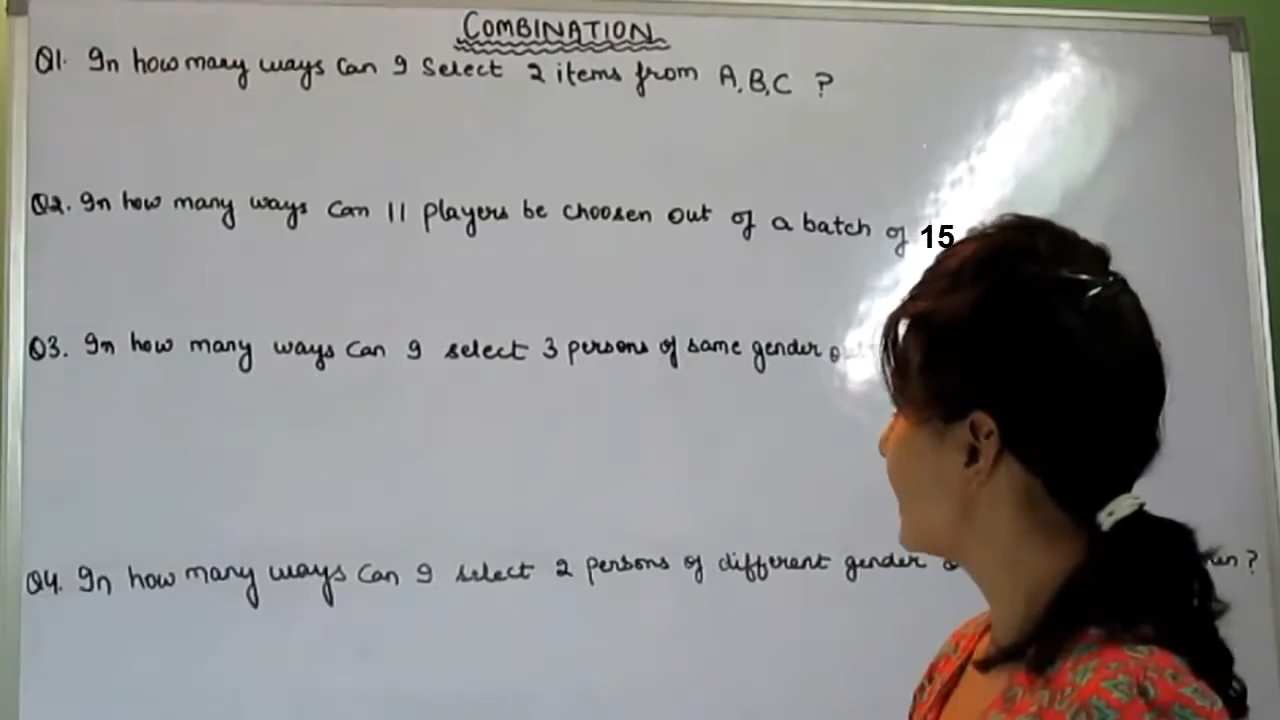 COMBINATION
Q1. In how many ways can I select 2 items from A,B,C ?
Q2. In how many ways can 11 players be choosen out of a batch of 15
Q3. In how many ways can I select 3 persons of same gender
Q4. In how many ways can I select 2 persons of different gender ?